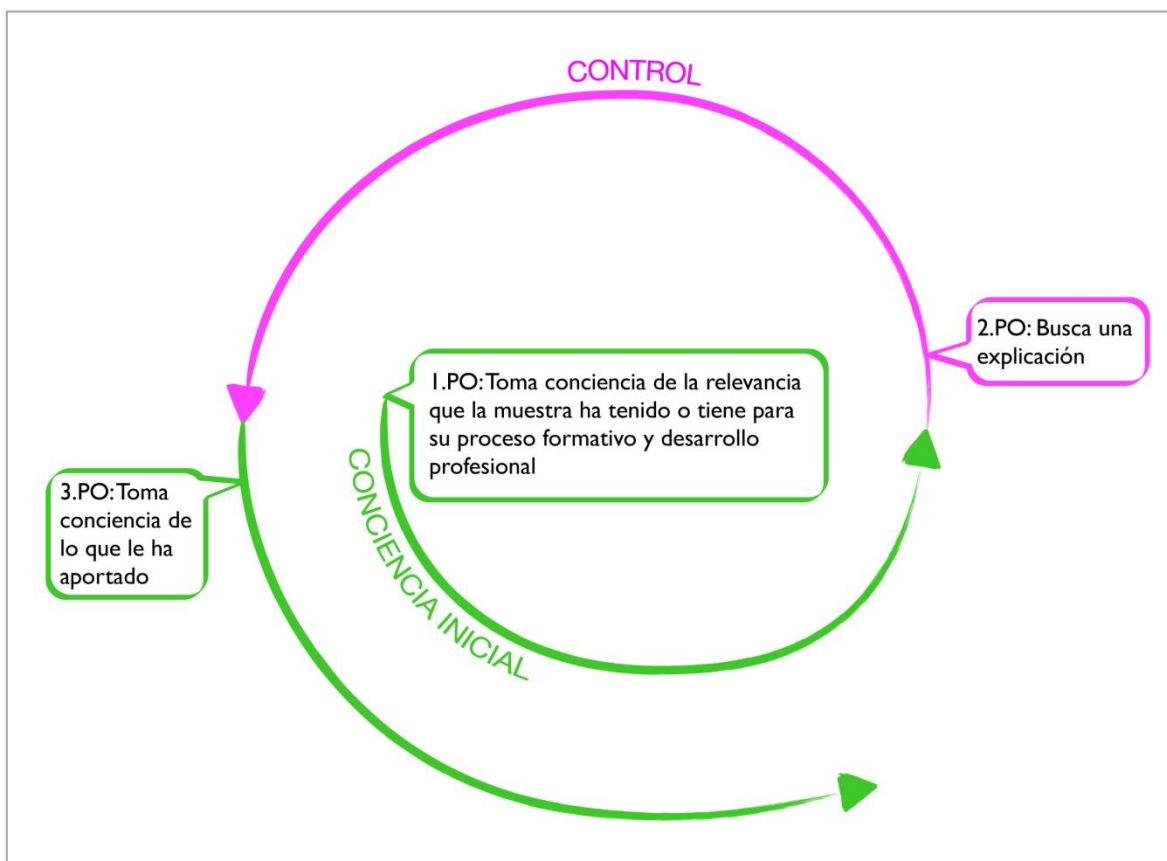 CONTROL
2.PO: Busca una
explicación
1.PO: Toma conciencia de la relevancia
que la muestra ha tenido o tiene para
su proceso formativo y desarrollo
profesional
CONCIENCIA INICIAL
3.PO: Toma
conciencia de
lo que le ha
aportado